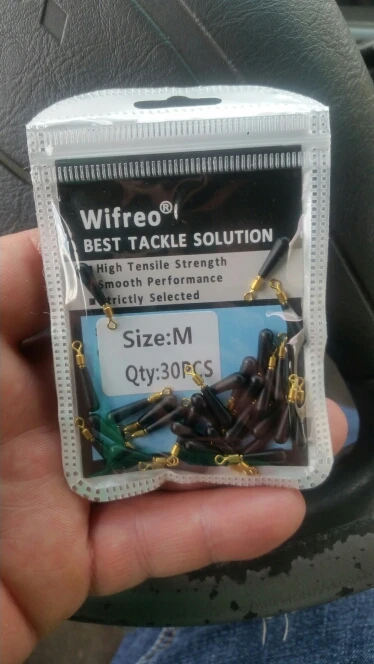 Wifreo®
BEST TACKLE SOLUTION
High Tensile Strength
Smooth Performance
Strictly Selected
Size:M
Qty:30PCS